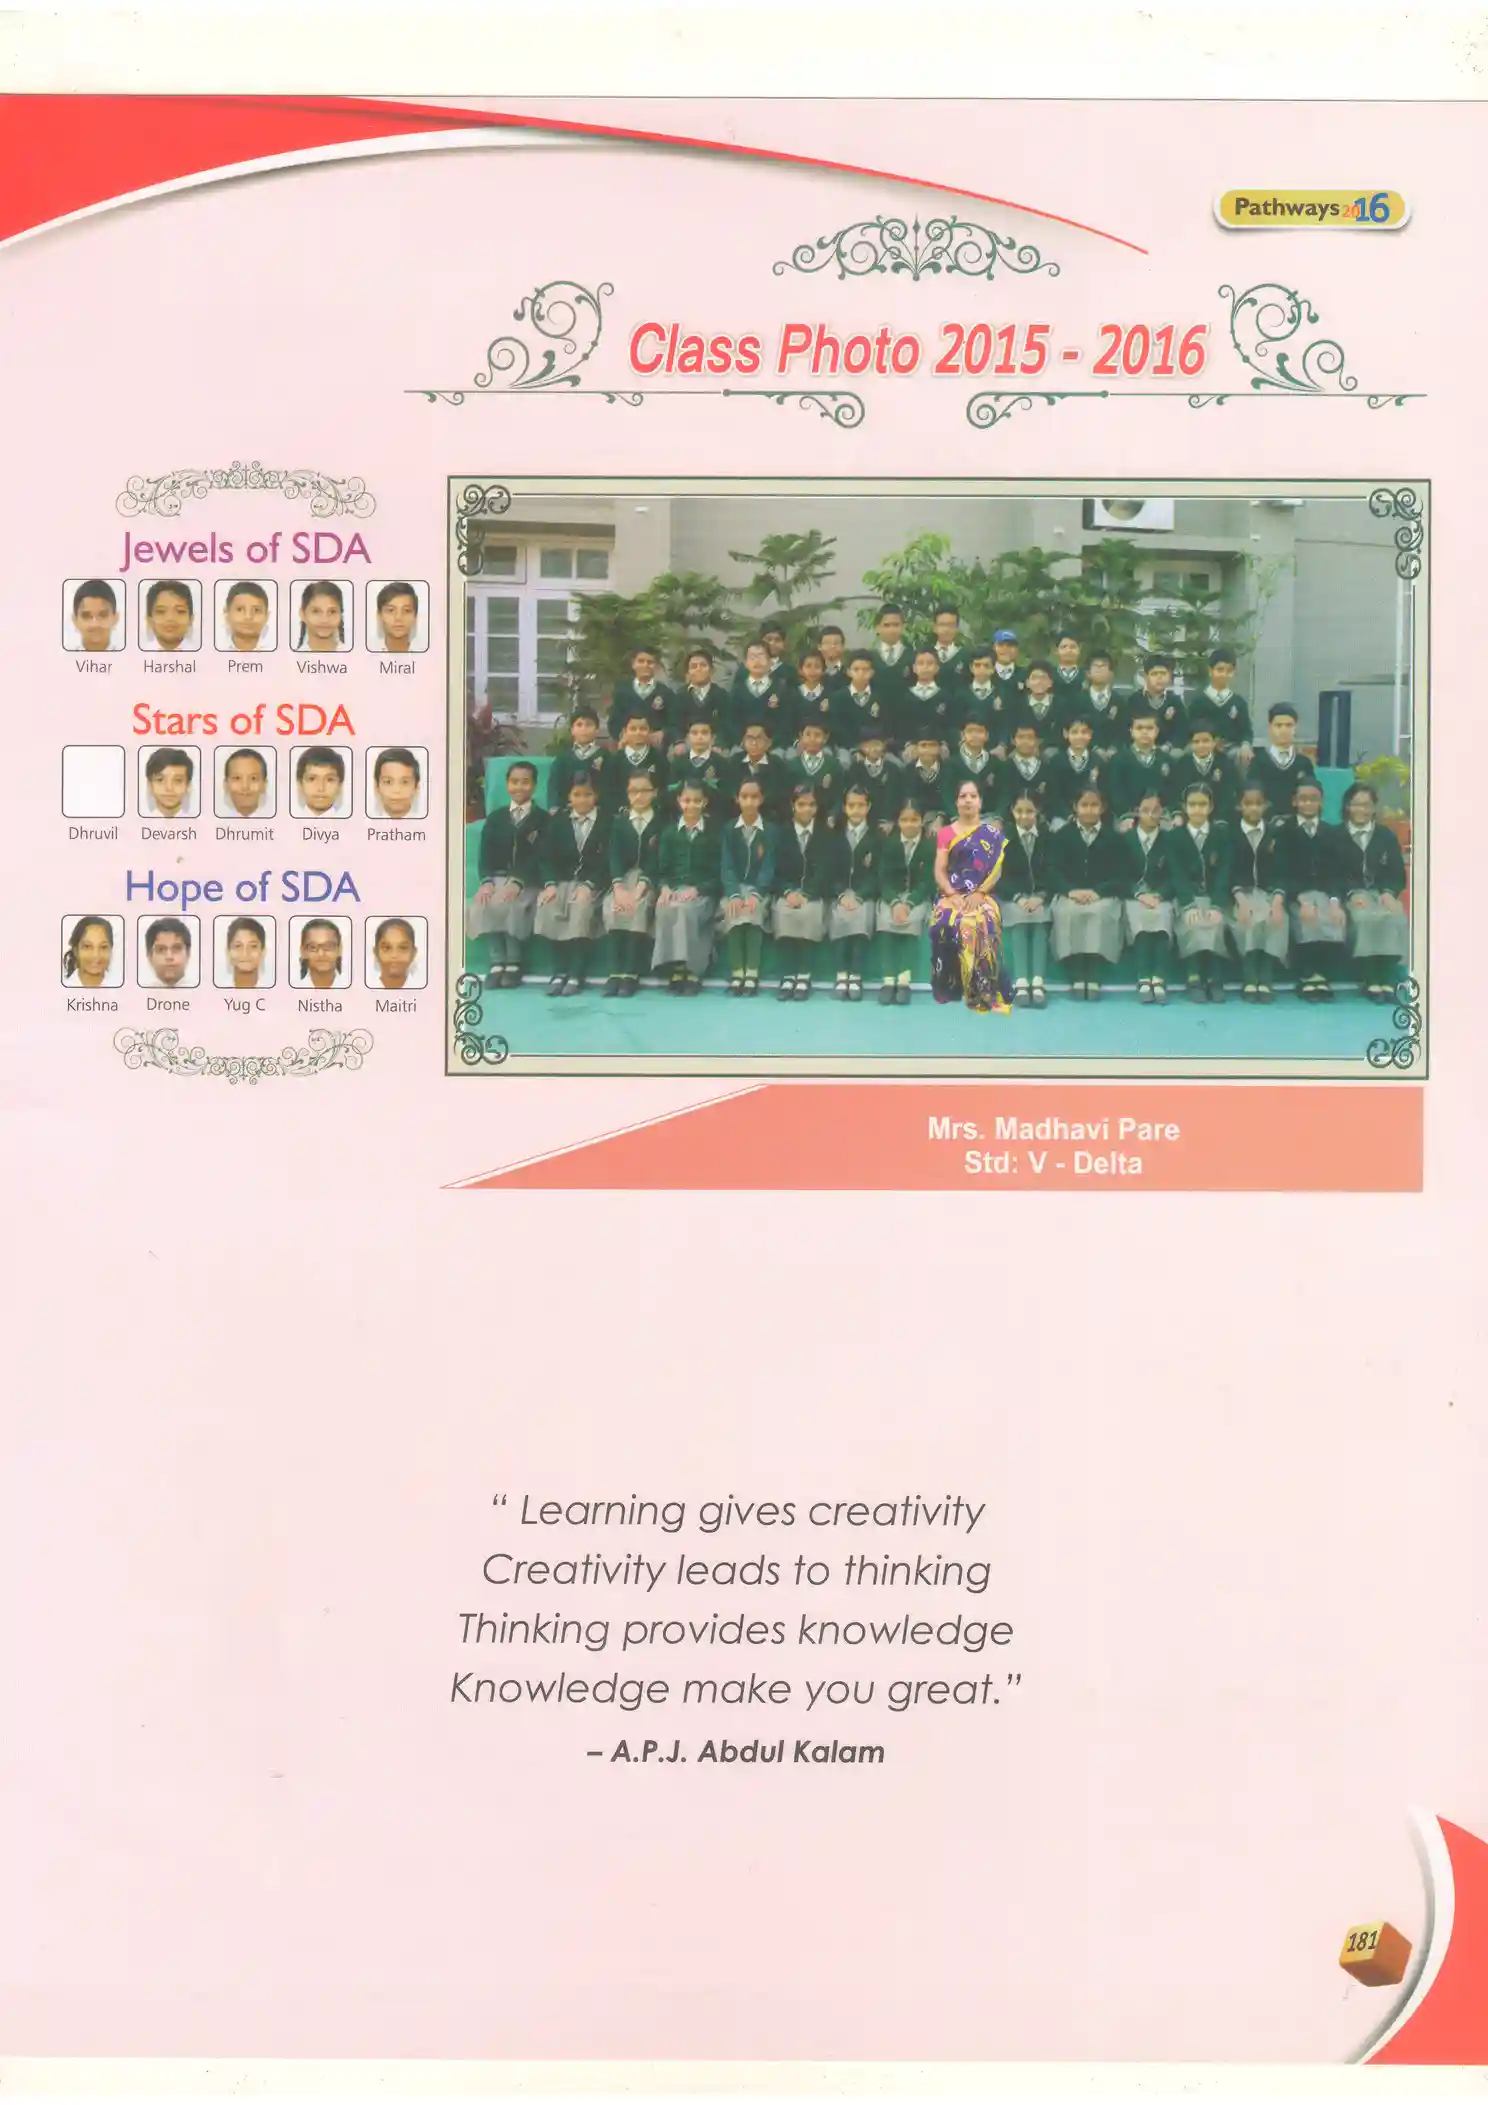 Pathways 2016
Class Photo 2015 - 2016
Jewels of SDA
Vihar Harshal Prem Vishwa Miral
Stars of SDA
Dhruvil Devarsh Dhrumit Divya Pratham
Hope of SDA
Krishna Drone Yug C Nistha Maitri
Mrs. Madhavi Pare
Std: V - Delta
“ Learning gives creativity
Creativity leads to thinking
Thinking provides knowledge
Knowledge make you great.”
– A.P.J. Abdul Kalam
181